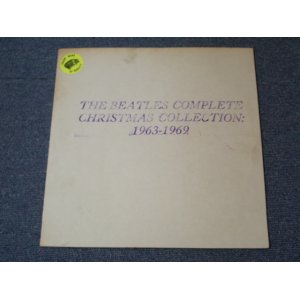 THE BEATLES COMPLETE
CHRISTMAS COLLECTION:
1963-1969